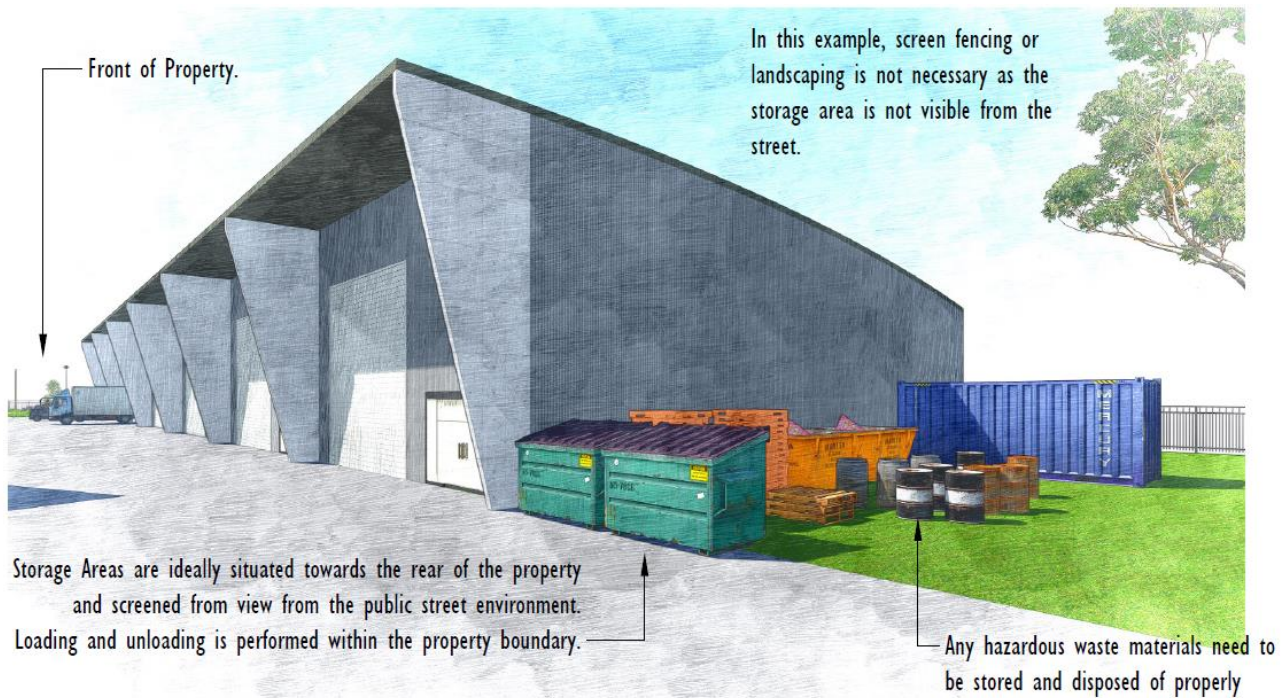 Front of Property.
In this example, screen fencing or
landscaping is not necessary as the
storage area is not visible from the
street.
MERCURY
NO FREE
Storage Areas are ideally situated towards the rear of the property
and screened from view from the public street environment.
Loading and unloading is performed within the property boundary.
Any hazardous waste materials need to
be stored and disposed of properly